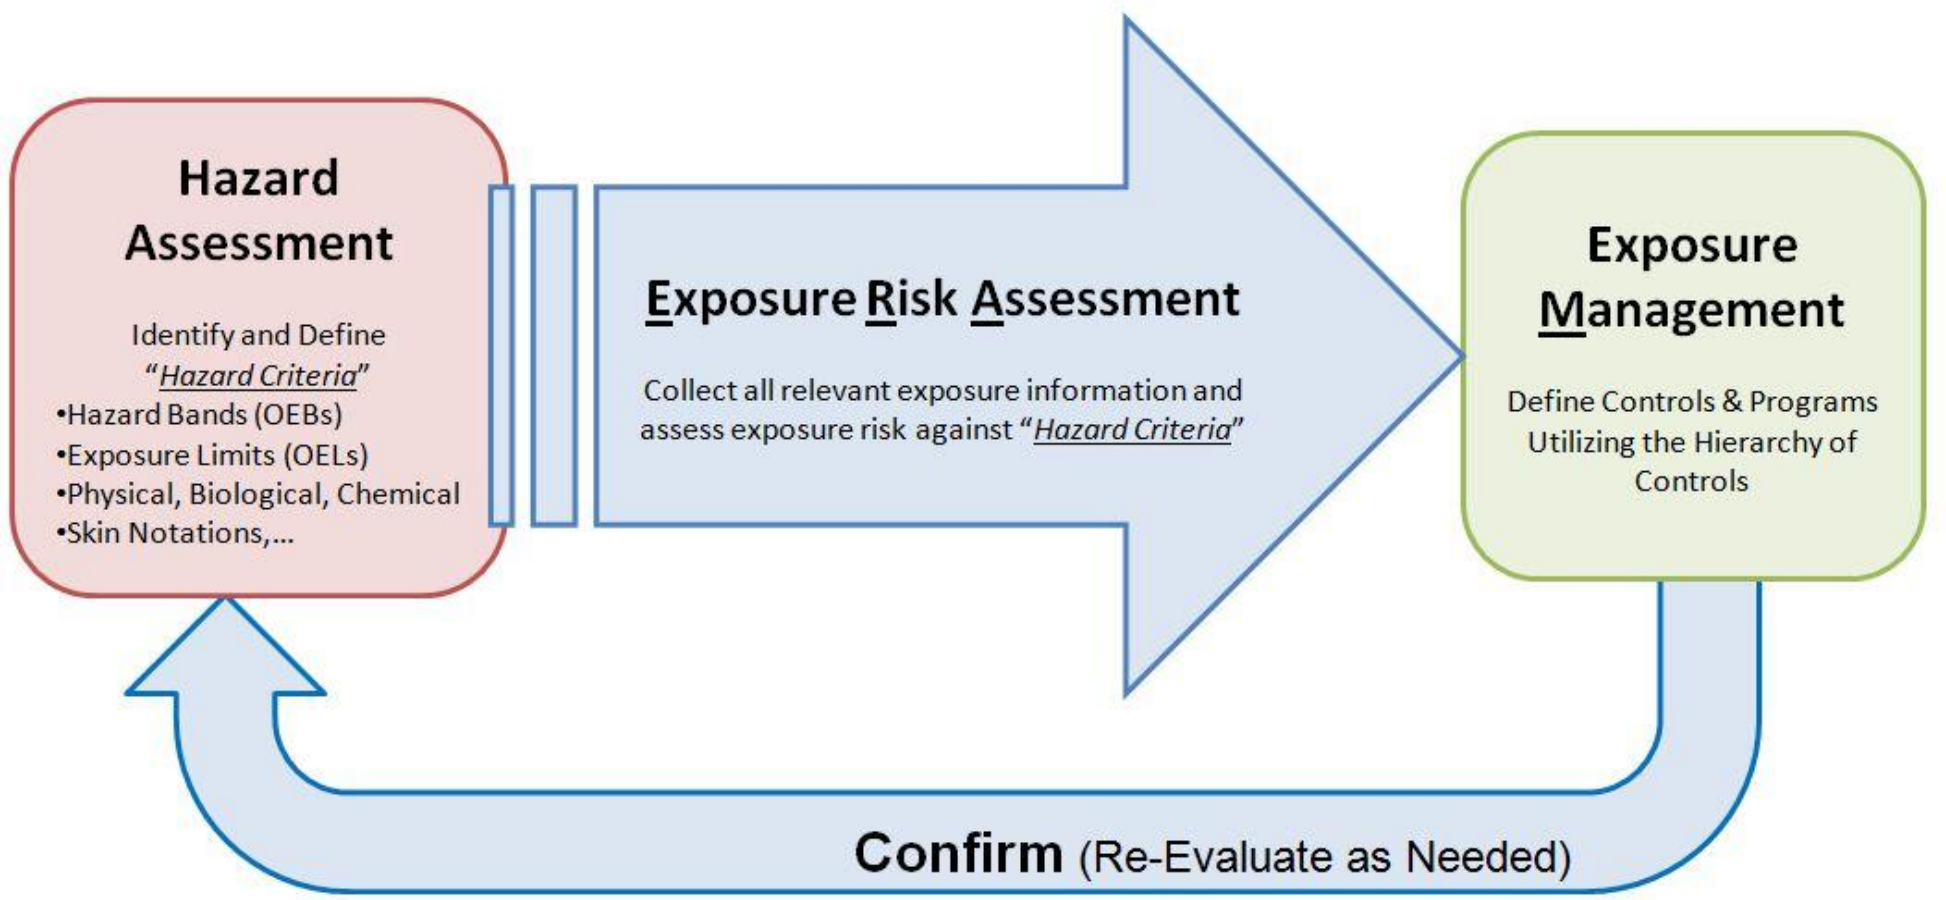 Hazard
Assessment
Identify and Define
“Hazard Criteria”
•Hazard Bands (OEBs)
•Exposure Limits (OELs)
•Physical, Biological, Chemical
•Skin Notations,...
Exposure Risk Assessment
Collect all relevant exposure information and
assess exposure risk against “Hazard Criteria”
Exposure
Management
Define Controls & Programs
Utilizing the Hierarchy of
Controls
Confirm (Re-Evaluate as Needed)